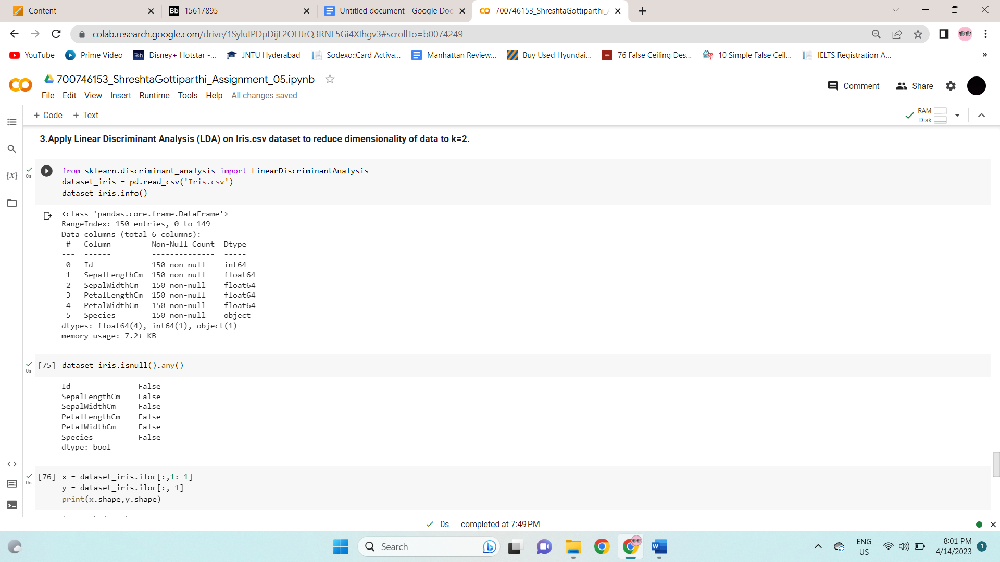 Content
15617895
Untitled document - Google Doc
700746153_ShreshtaGottiparthi_A
colab.research.google.com/drive/1SyluIPDpDijL2OHJrQ3RNL5Gi4XIhgv3#scrollTo=b0074249
YouTube Prime Video Disney+ Hotstar -... JNTU Hyderabad Sodexo::Card Activa... Manhattan Review... Buy Used Hyundai... 76 False Ceiling Des... 10 Simple False Ceil... IELTS Registration A... »
700746153_ShreshtaGottiparthi_Assignment_05.ipynb
Comment Share
File Edit View Insert Runtime Tools Help All changes saved
+ Code + Text
RAM
Disk
3.Apply Linear Discriminant Analysis (LDA) on Iris.csv dataset to reduce dimensionality of data to k=2.
0s
from sklearn.discriminant_analysis import LinearDiscriminantAnalysis
dataset_iris = pd.read_csv('Iris.csv')
dataset_iris.info()
<class 'pandas.core.frame.DataFrame'>
RangeIndex: 150 entries, 0 to 149
Data columns (total 6 columns):
# Column Non-Null Count Dtype
--- ------ -------------- -----
0 Id 150 non-null int64
1 SepalLengthCm 150 non-null float64
2 SepalWidthCm 150 non-null float64
3 PetalLengthCm 150 non-null float64
4 PetalWidthCm 150 non-null float64
5 Species 150 non-null object
dtypes: float64(4), int64(1), object(1)
memory usage: 7.2+ KB
0s
[75] dataset_iris.isnull().any()
Id False
SepalLengthCm False
SepalWidthCm False
PetalLengthCm False
PetalWidthCm False
Species False
dtype: bool
0s
[76] x = dataset_iris.iloc[:,1:-1]
y = dataset_iris.iloc[:,-1]
print(x.shape,y.shape)
0s completed at 7:49 PM
Search
ENG
US
8:01 PM
4/14/2023
1